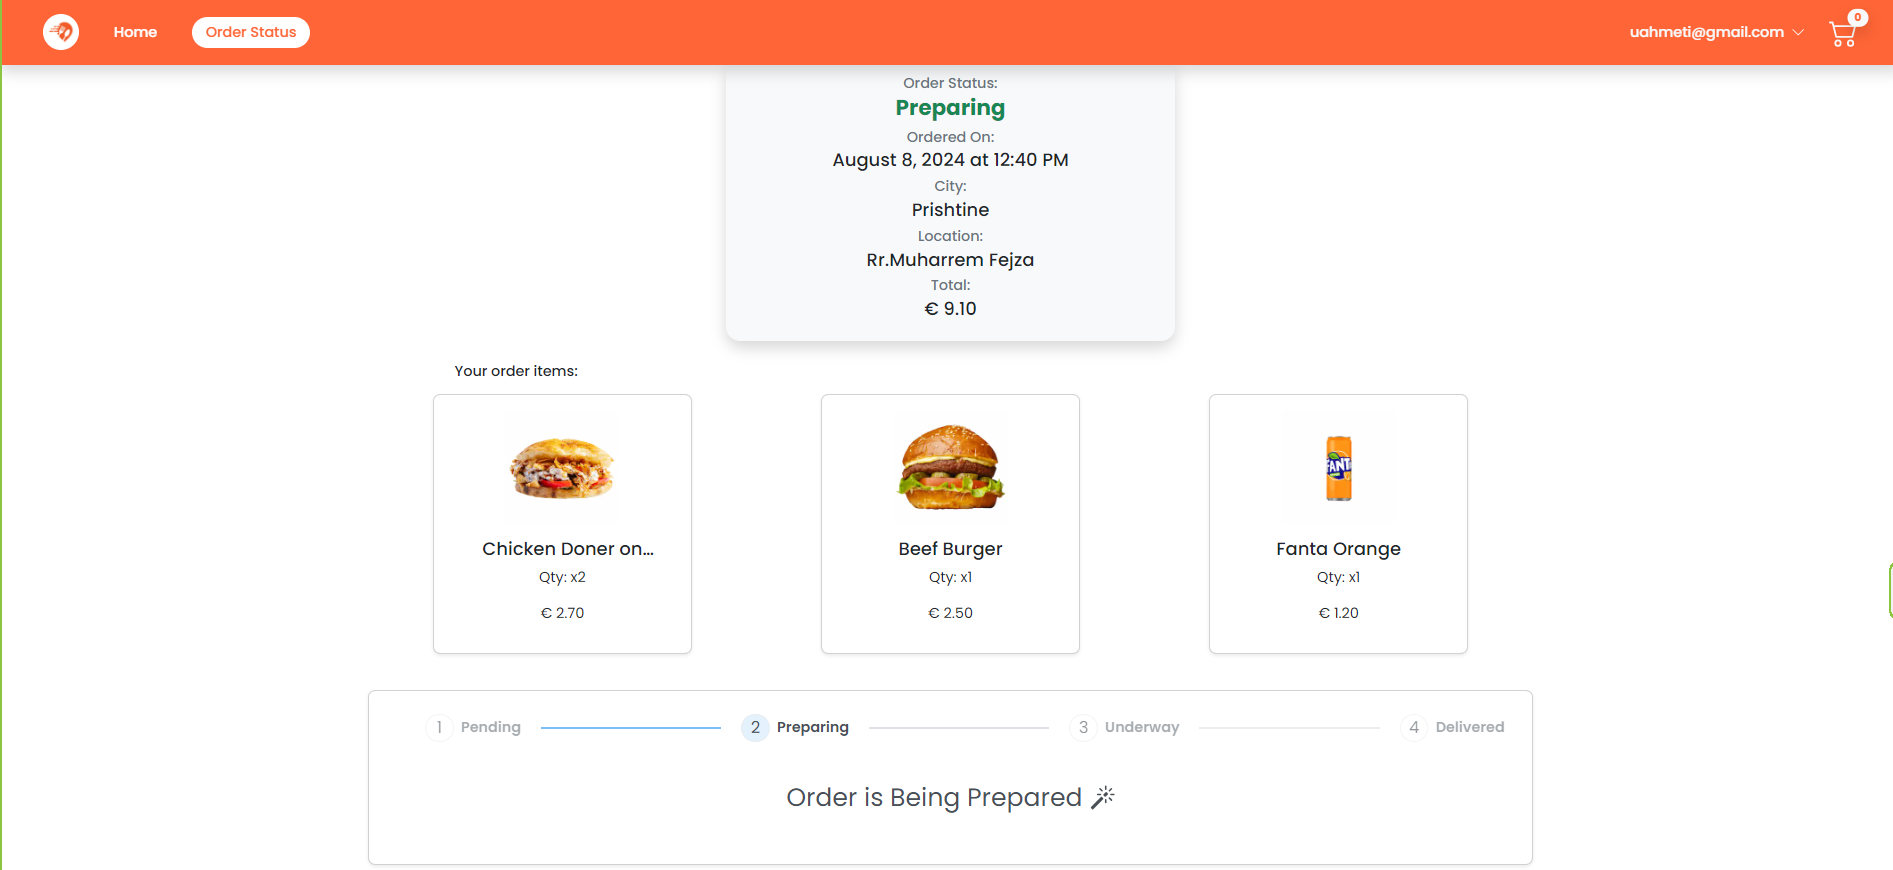 Home
Order Status
uahmeti@gmail.com
0
Order Status:
Preparing
Ordered On:
August 8, 2024 at 12:40 PM
City:
Prishtine
Location:
Rr.Muharrem Fejza
Total:
€ 9.10
Your order items:
Chicken Doner on...
Qty: x2
€ 2.70
FANT
Beef Burger
Qty: x1
€ 2.50
Fanta Orange
Qty: x1
€ 1.20
1 Pending
2 Preparing
3 Underway
4 Delivered
Order is Being Prepared